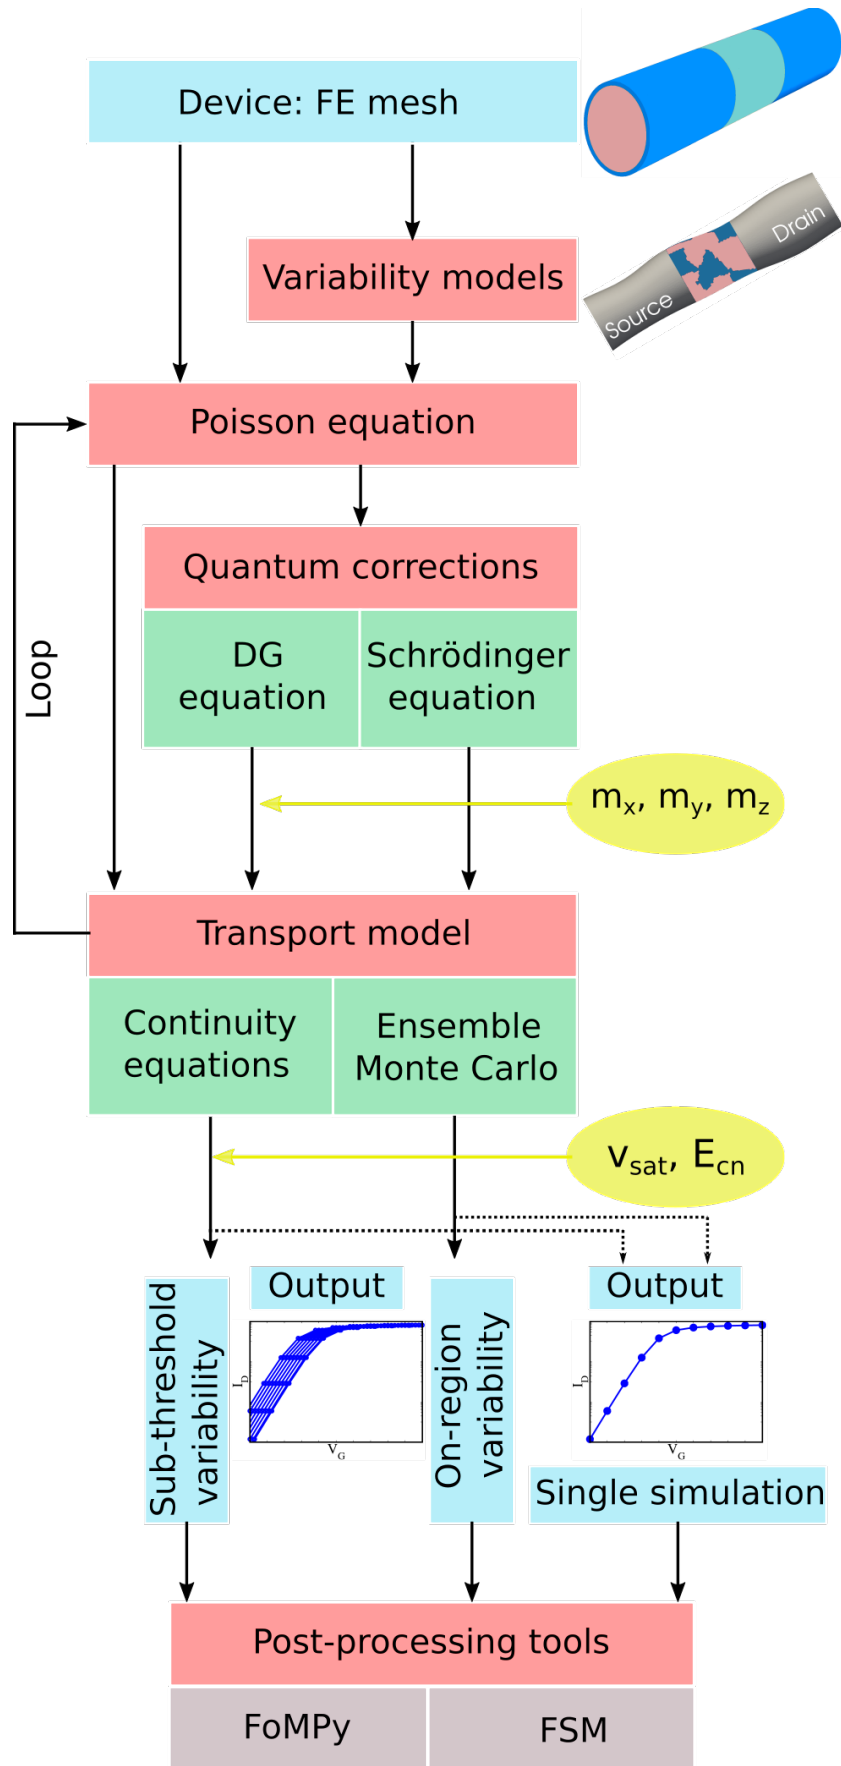 Device: FE mesh
Drain
Source
Variability models
Poisson equation
Quantum corrections
DG
equation
Schrödinger
equation
Loop
mx, my, mz
Transport model
Continuity
equations
Ensemble
Monte Carlo
vsat, Ecn
Sub-threshold
variability
Output
ID
VG
On-region
variability
Output
ID
VG
Single simulation
Post-processing tools
FoMPy
FSM